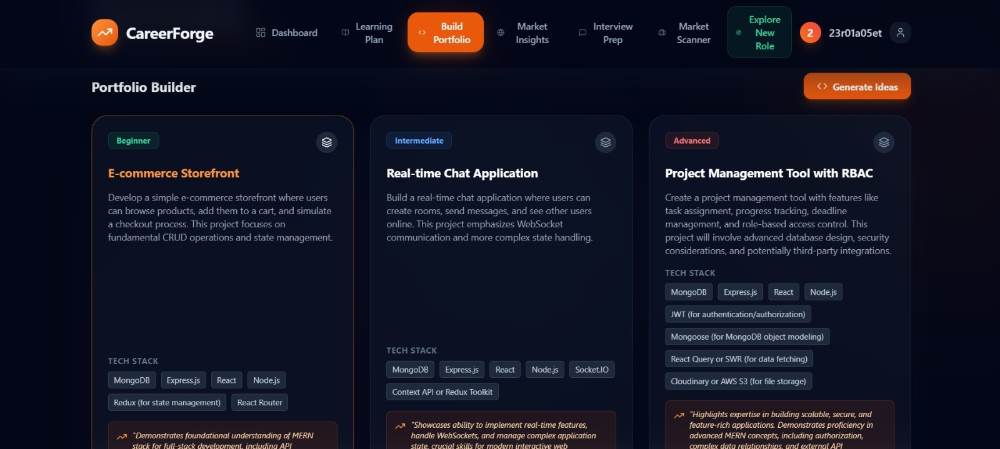 CareerForge
Dashboard
Learning
Plan
Build
Portfolio
Market
Insights
Interview
Prep
Market
Scanner
Explore
New
Role
2
23r01a05et
Portfolio Builder
Generate Ideas
Beginner
E-commerce Storefront
Develop a simple e-commerce storefront where users
can browse products, add them to a cart, and simulate
a checkout process. This project focuses on
fundamental CRUD operations and state management.
TECH STACK
MongoDB Express.js React Node.js
Redux (for state management) React Router
"Demonstrates foundational understanding of MERN
stack for full-stack development, including API
Intermediate
Real-time Chat Application
Build a real-time chat application where users can
create rooms, send messages, and see other users
online. This project emphasizes WebSocket
communication and more complex state handling.
TECH STACK
MongoDB Express.js React Node.js Socket.IO
Context API or Redux Toolkit
"Showcases ability to implement real-time features,
handle WebSockets, and manage complex application
state, crucial skills for modern interactive web
Advanced
Project Management Tool with RBAC
Create a project management tool with features like
task assignment, progress tracking, deadline
management, and role-based access control. This
project will involve advanced database design, security
considerations, and potentially third-party integrations.
TECH STACK
MongoDB Express.js React Node.js
JWT (for authentication/authorization)
Mongoose (for MongoDB object modeling)
React Query or SWR (for data fetching)
Cloudinary or AWS S3 (for file storage)
"Highlights expertise in building scalable, secure, and
feature-rich applications. Demonstrates proficiency in
advanced MERN concepts, including authorization,
complex data relationships, and external API